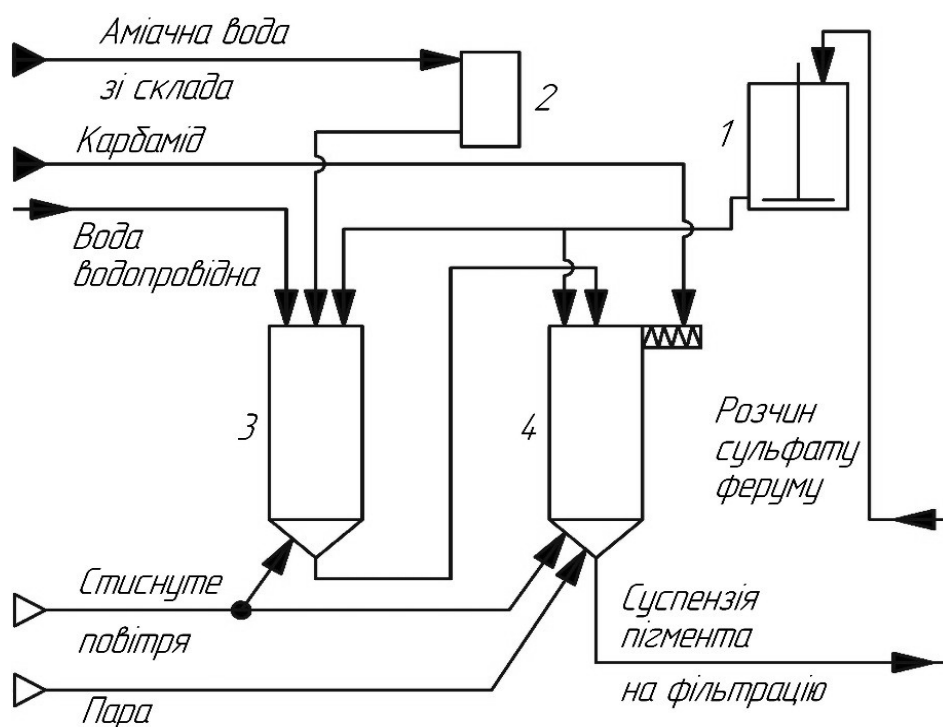 Аміачна вода
зі склада
2
1
Карбамід
Вода
водопровідна
3
4
Розчин
сульфату
феруму
Стиснуте
повітря
Суспензія
пігмента
на фільтрацію
Пара